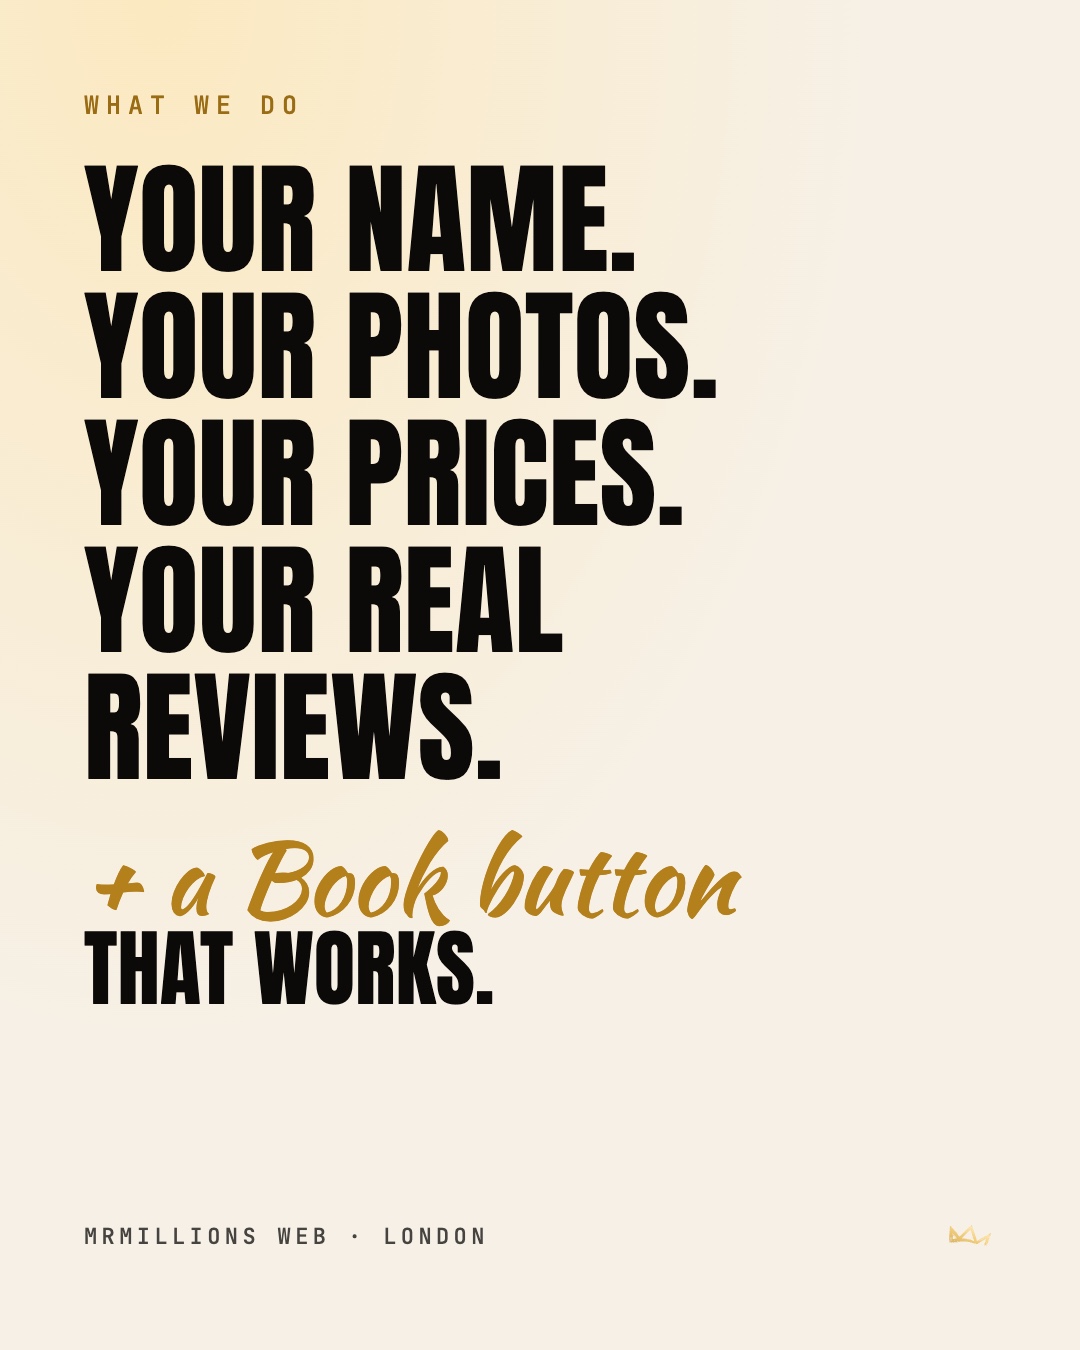 WHAT WE DO
YOUR NAME.
YOUR PHOTOS.
YOUR PRICES.
YOUR REAL
REVIEWS.
+ a Book button
THAT WORKS.
MRMILLIONS WEB · LONDON